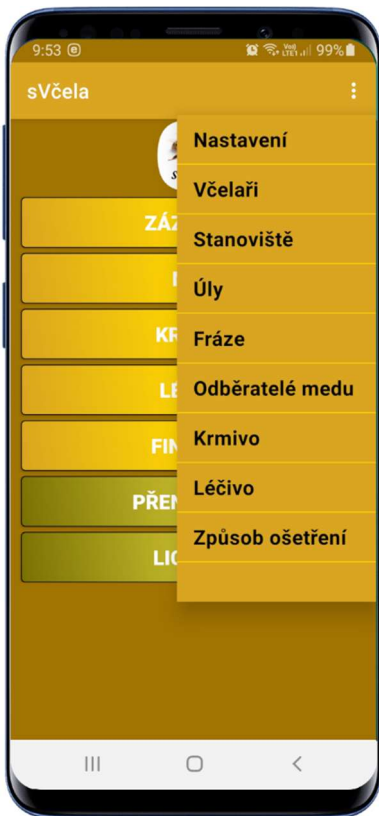 9:53
99%
sVčela
Nastavení
Včelaři
Stanoviště
Úly
Fráze
Odběratelé medu
Krmivo
Léčivo
Způsob ošetření